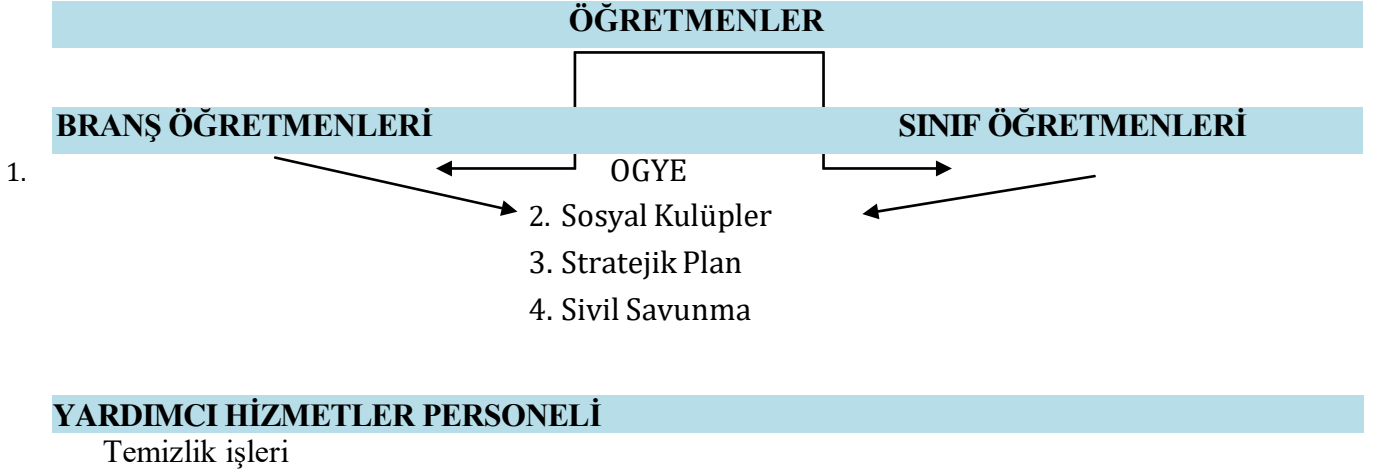 ÖĞRETMENLER
BRANŞ ÖĞRETMENLERİ SINIF ÖĞRETMENLERİ
1. OGYE
2. Sosyal Kulüpler
3. Stratejik Plan
4. Sivil Savunma
YARDIMCI HİZMETLER PERSONELİ
Temizlik işleri